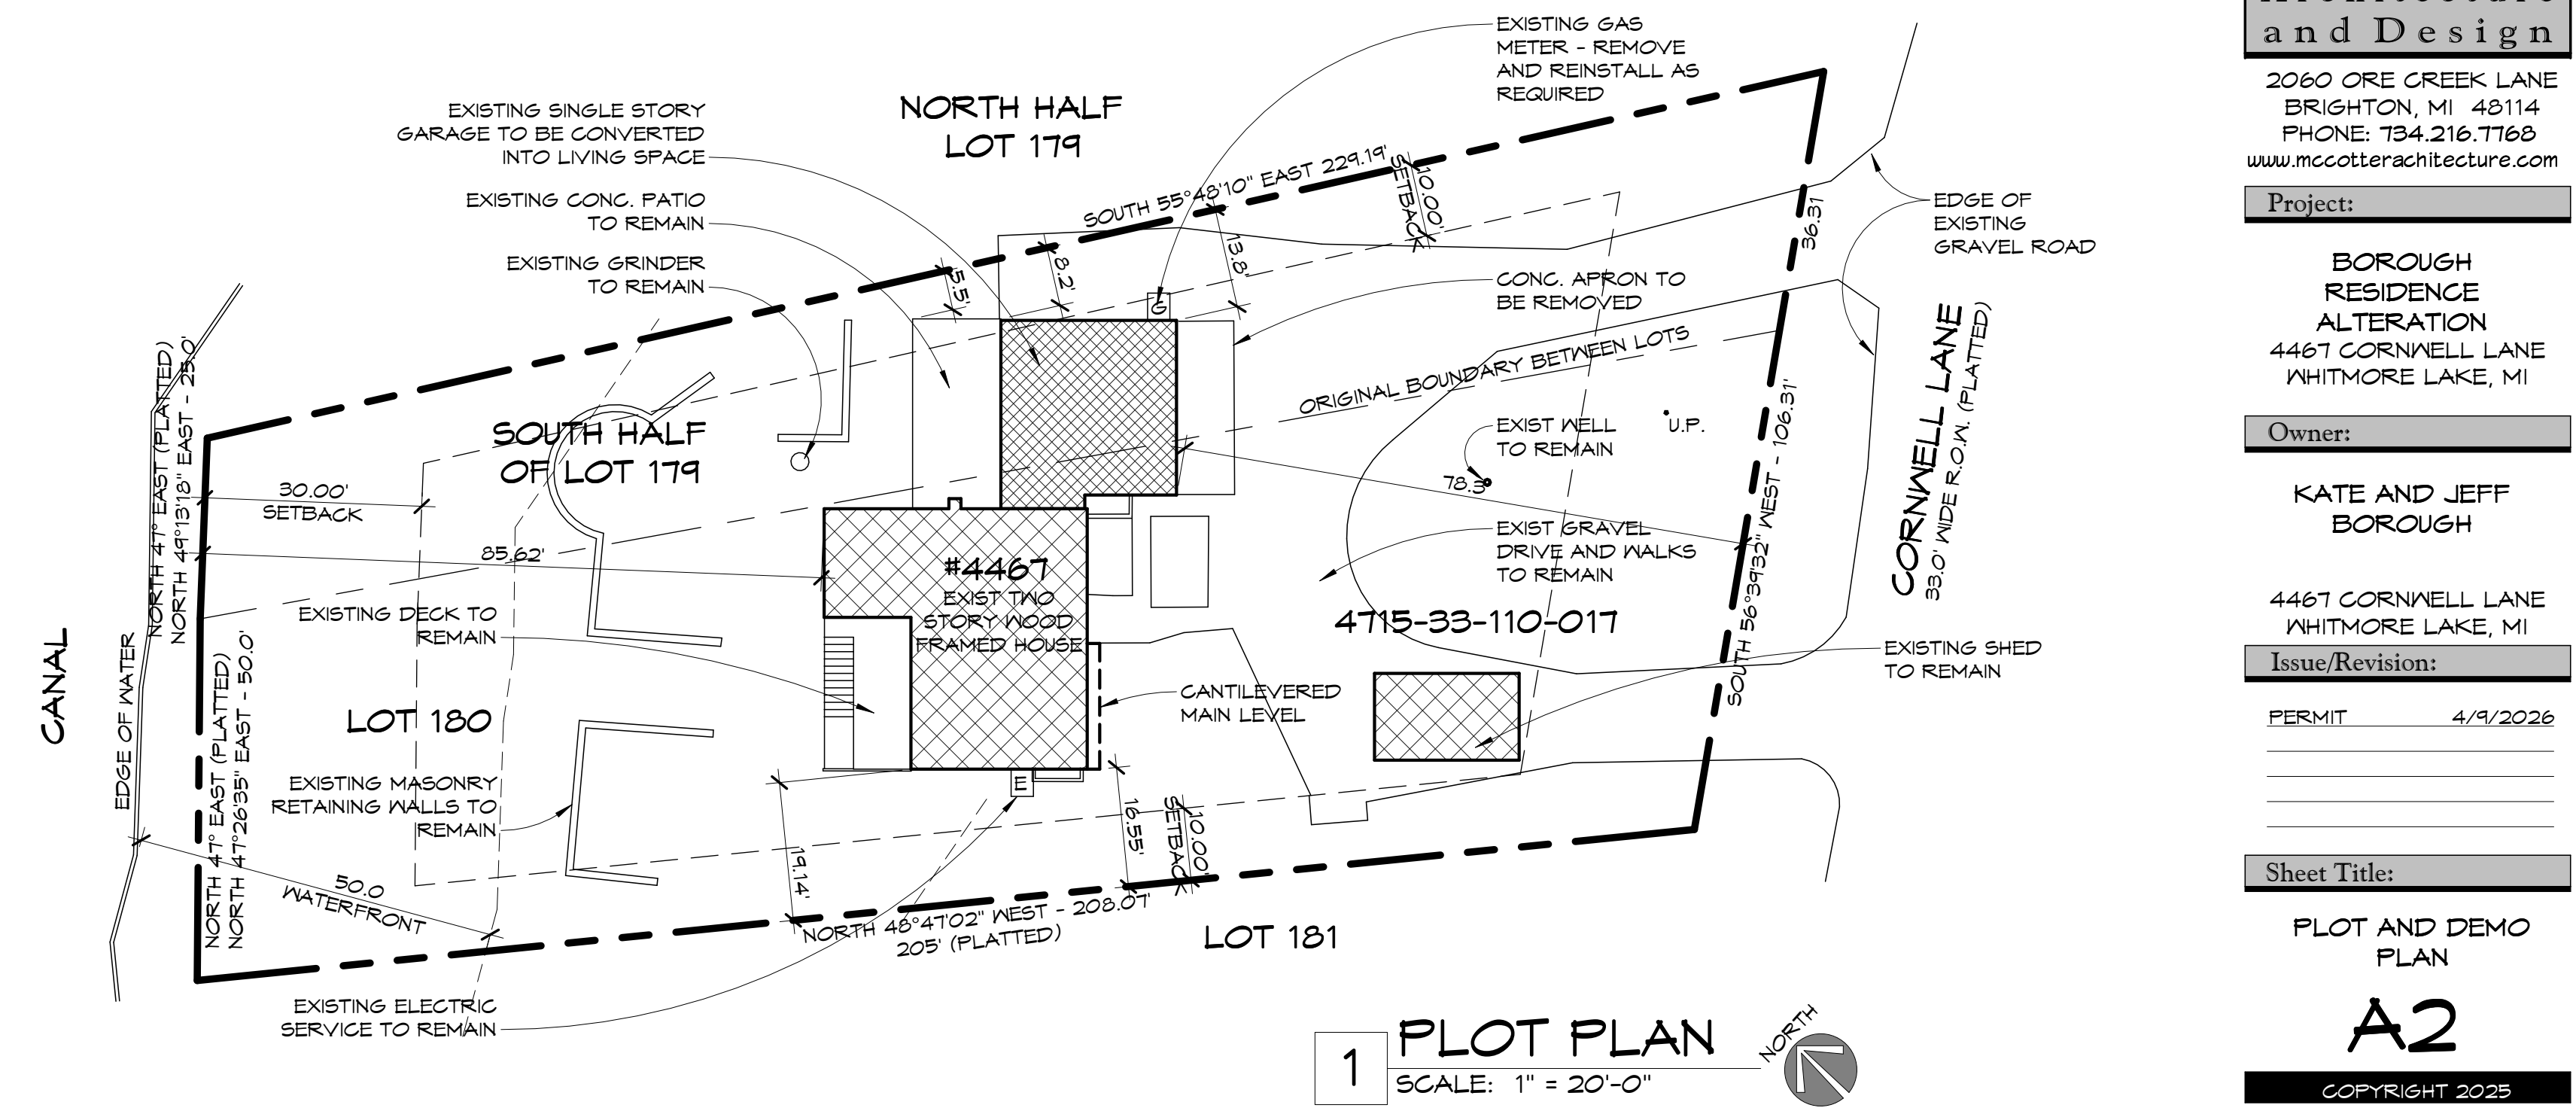 EXISTING GAS
METER - REMOVE
AND REINSTALL AS
REQUIRED
EXISTING SINGLE STORY
GARAGE TO BE CONVERTED
INTO LIVING SPACE
NORTH HALF
LOT 179
EXISTING CONC. PATIO
TO REMAIN
EXISTING GRINDER
TO REMAIN
SOUTH 55°48'10" EAST 229.19'
10.00'
SETBACK
5.5'
8.2'
13.8'
G
CONC. APRON TO
BE REMOVED
36.31
EDGE OF
EXISTING
GRAVEL ROAD
ORIGINAL BOUNDARY BETWEEN LOTS
NORTH 47° EAST (PLATTED)
NORTH 49°13'18" EAST - 25.0'
SOUTH HALF
OF LOT 179
30.00'
SETBACK
85.62'
EXIST WELL
TO REMAIN
U.P.
78.3'
EXIST GRAVEL
DRIVE AND WALKS
TO REMAIN
SOUTH 56°39'32" WEST - 106.31'
CORNWELL LANE
33.0' WIDE R.O.W. (PLATTED)
#4467
EXIST TWO
STORY WOOD
FRAMED HOUSE
4715-33-110-017
EXISTING DECK TO
REMAIN
CANAL
EDGE OF WATER
NORTH 47° EAST (PLATTED)
NORTH 47°26'35" EAST - 50.0'
LOT 180
CANTILEVERED
MAIN LEVEL
EXISTING SHED
TO REMAIN
EXISTING MASONRY
RETAINING WALLS TO
REMAIN
E
50.0
WATERFRONT
19.14'
16.55'
10.00'
SETBACK
NORTH 48°47'02" WEST - 208.07'
205' (PLATTED)
LOT 181
EXISTING ELECTRIC
SERVICE TO REMAIN
1
PLOT PLAN
SCALE: 1" = 20'-0"
NORTH
and Design
2060 ORE CREEK LANE
BRIGHTON, MI 48114
PHONE: 734.216.7768
www.mccotterachitecture.com
Project:
BOROUGH
RESIDENCE
ALTERATION
4467 CORNWELL LANE
WHITMORE LAKE, MI
Owner:
KATE AND JEFF
BOROUGH
4467 CORNWELL LANE
WHITMORE LAKE, MI
Issue/Revision:
PERMIT 4/9/2026
Sheet Title:
PLOT AND DEMO
PLAN
A2
COPYRIGHT 2025